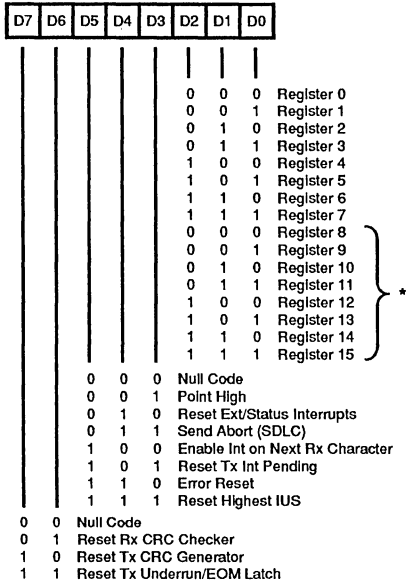 D7 D6 D5 D4 D3 D2 D1 D0
0 0 0 Register 0
0 0 1 Register 1
0 1 0 Register 2
0 1 1 Register 3
1 0 0 Register 4
1 0 1 Register 5
1 1 0 Register 6
1 1 1 Register 7
0 0 0 Register 8
0 0 1 Register 9
0 1 0 Register 10
0 1 1 Register 11
1 0 0 Register 12
1 0 1 Register 13
1 1 0 Register 14
1 1 1 Register 15
*
0 0 0 Null Code
0 0 1 Point High
0 1 0 Reset Ext/Status Interrupts
0 1 1 Send Abort (SDLC)
1 0 0 Enable Int on Next Rx Character
1 0 1 Reset Tx Int Pending
1 1 0 Error Reset
1 1 1 Reset Highest IUS
0 0 Null Code
0 1 Reset Rx CRC Checker
1 0 Reset Tx CRC Generator
1 1 Reset Tx Underrun/EOM Latch